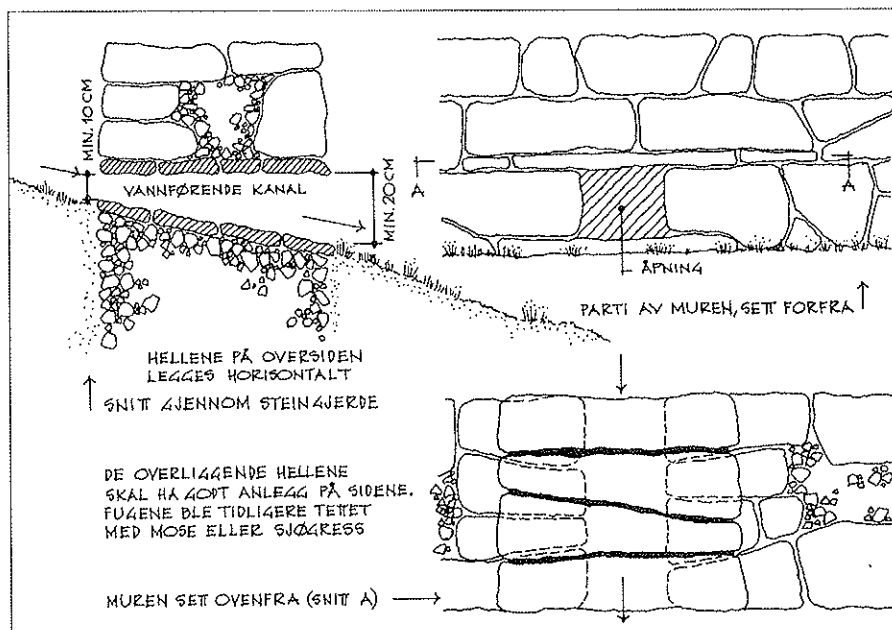 MIN. 10 CM
VANNFØRENDE KANAL
MIN. 20 CM
A
A
ÅPNING
PARTI AV MUREN, SETT FORFRA
HELLENE PÅ OVERSIDEN
LEGGES HORISONTALT
SNITT GJENNOM STEINGJERDE
DE OVERLIGGENDE HELLENE
SKAL HA GODT ANLEGG PÅ SIDENE.
FUGENE BLE TIDLIGERE TETTET
MED MOSE ELLER SJØGRESS
MUREN SETT OVENFRA (SNITT A)